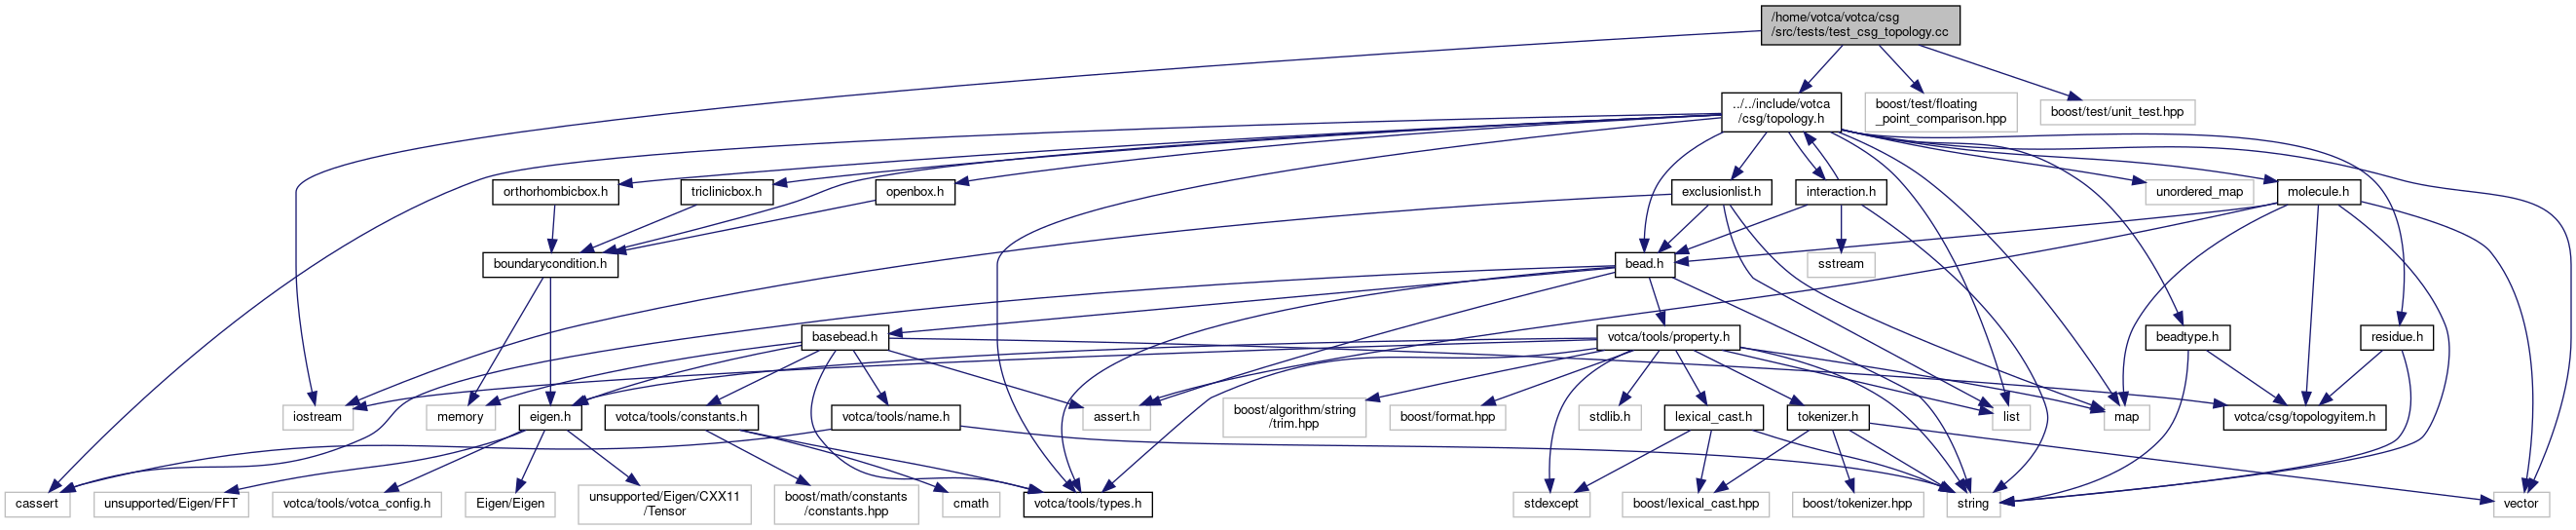 /home/votca/votca/csg
/src/tests/test_csg_topology.cc
../../include/votca
/csg/topology.h
boost/test/floating
_point_comparison.hpp
boost/test/unit_test.hpp
orthorhombicbox.h
triclinicbox.h
openbox.h
exclusionlist.h
interaction.h
unordered_map
molecule.h
boundarycondition.h
bead.h
sstream
basebead.h
votca/tools/property.h
beadtype.h
residue.h
iostream
memory
eigen.h
votca/tools/constants.h
votca/tools/name.h
assert.h
boost/algorithm/string
/trim.hpp
boost/format.hpp
stdlib.h
lexical_cast.h
tokenizer.h
list
map
votca/csg/topologyitem.h
cassert
unsupported/Eigen/FFT
votca/tools/votca_config.h
Eigen/Eigen
unsupported/Eigen/CXX11
/Tensor
boost/math/constants
/constants.hpp
cmath
votca/tools/types.h
stdexcept
boost/lexical_cast.hpp
boost/tokenizer.hpp
string
vector